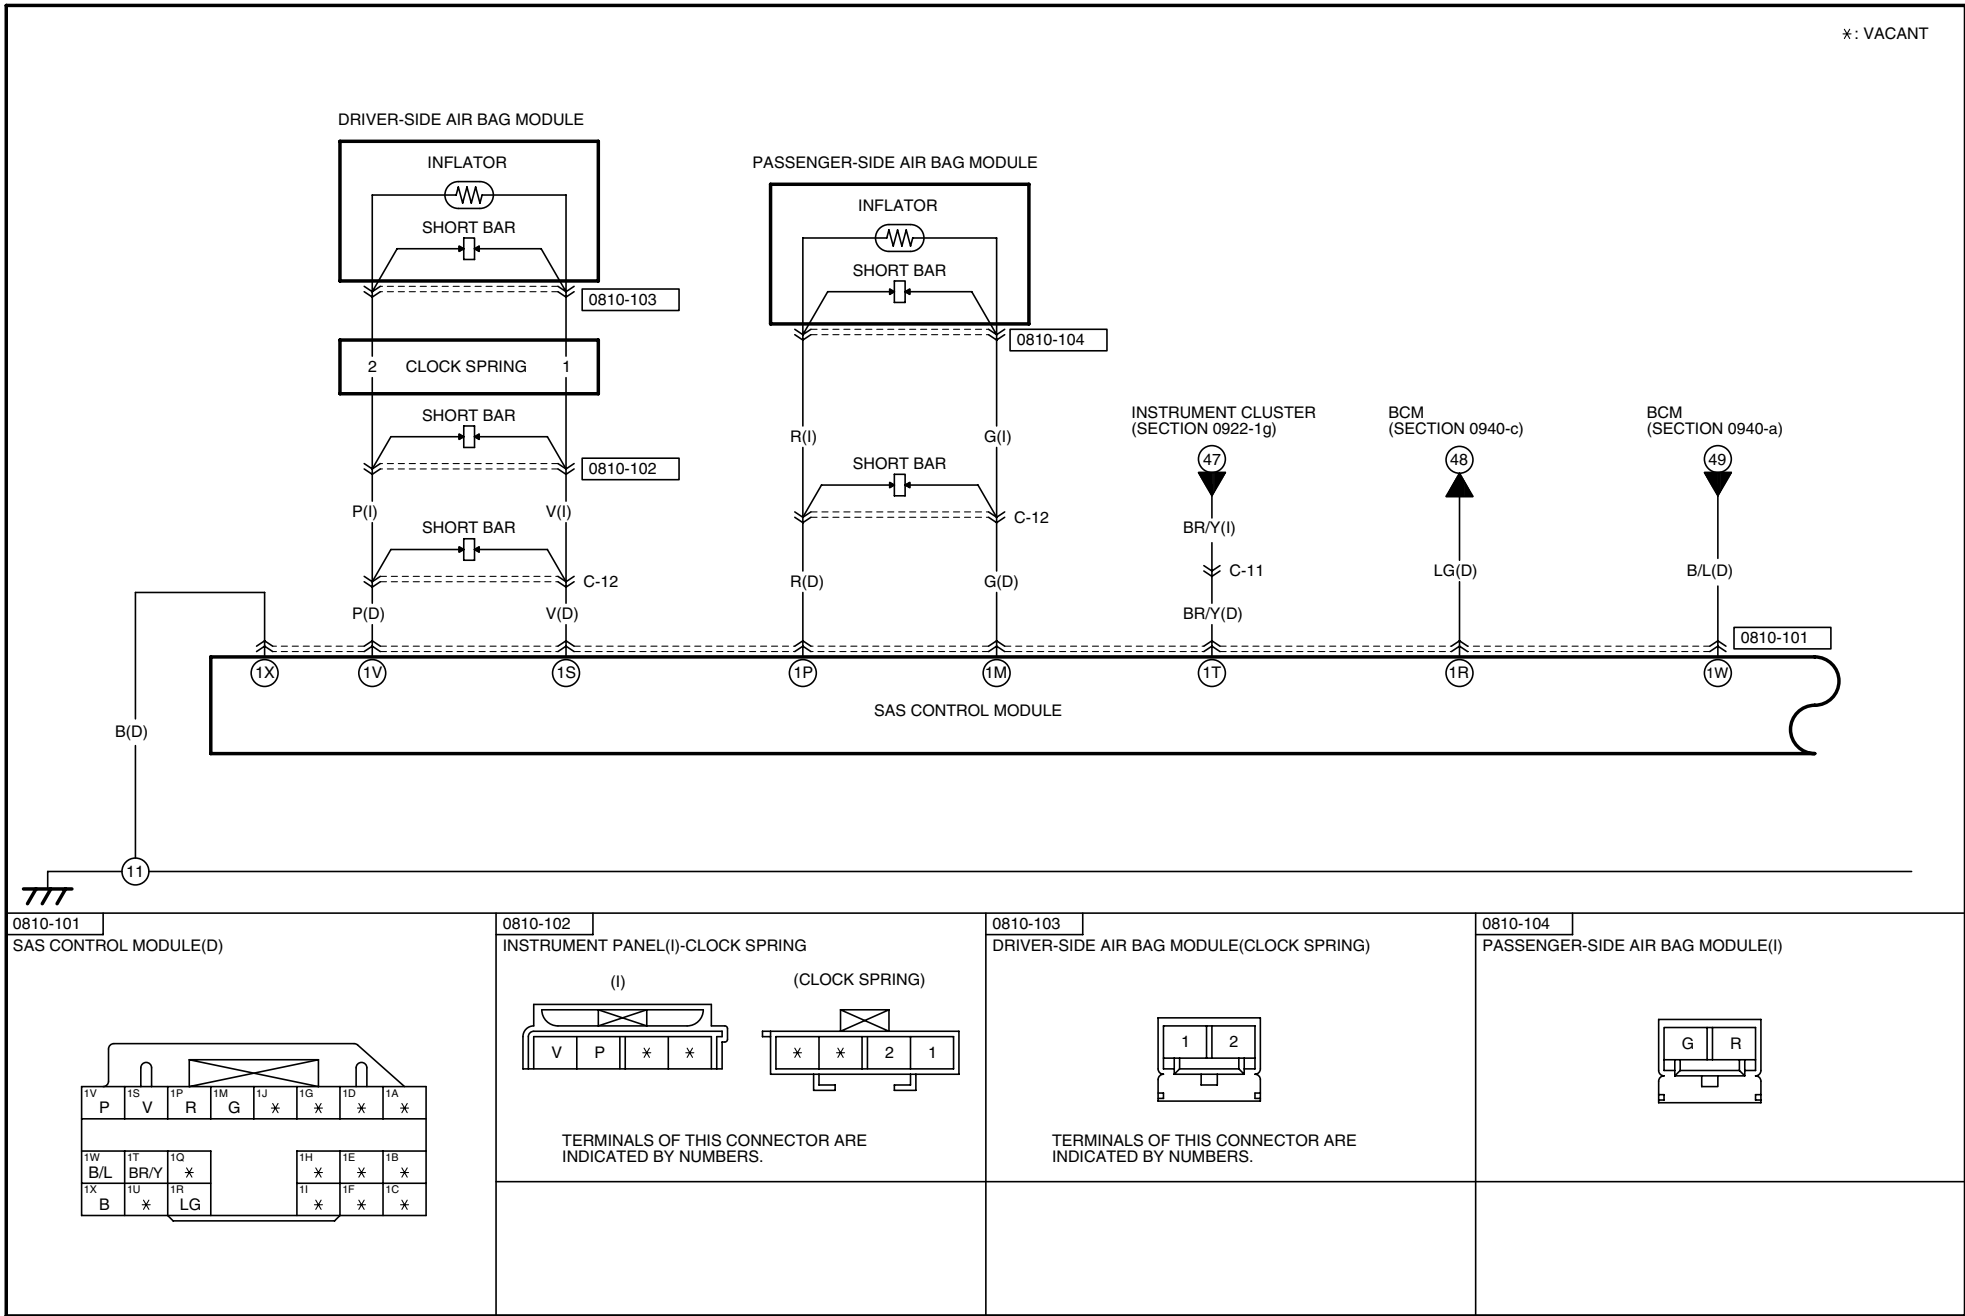 *: VACANT
DRIVER-SIDE AIR BAG MODULE
INFLATOR
SHORT BAR
0810-103
2 CLOCK SPRING 1
SHORT BAR
0810-102
P(I) V(I)
SHORT BAR
C-12
P(D) V(D)
PASSENGER-SIDE AIR BAG MODULE
INFLATOR
SHORT BAR
0810-104
R(I) G(I)
SHORT BAR
C-12
R(D) G(D)
INSTRUMENT CLUSTER
(SECTION 0922-1g)
47
BR/Y(I)
C-11
BR/Y(D)
BCM
(SECTION 0940-c)
48
LG(D)
BCM
(SECTION 0940-a)
49
B/L(D)
0810-101
1X 1V 1S 1P 1M 1T 1R 1W
SAS CONTROL MODULE
B(D)
11
0810-101
SAS CONTROL MODULE(D)
1V 1S 1P 1M 1J 1G 1D 1A
P V R G * * * *
1W 1T 1Q 1H 1E 1B
B/L BR/Y * * * *
1X 1U 1R 1I 1F 1C
B * LG * * *
0810-102
INSTRUMENT PANEL(I)-CLOCK SPRING
(I) (CLOCK SPRING)
V P * * * * 2 1
TERMINALS OF THIS CONNECTOR ARE
INDICATED BY NUMBERS.
0810-103
DRIVER-SIDE AIR BAG MODULE(CLOCK SPRING)
1 2
TERMINALS OF THIS CONNECTOR ARE
INDICATED BY NUMBERS.
0810-104
PASSENGER-SIDE AIR BAG MODULE(I)
G R